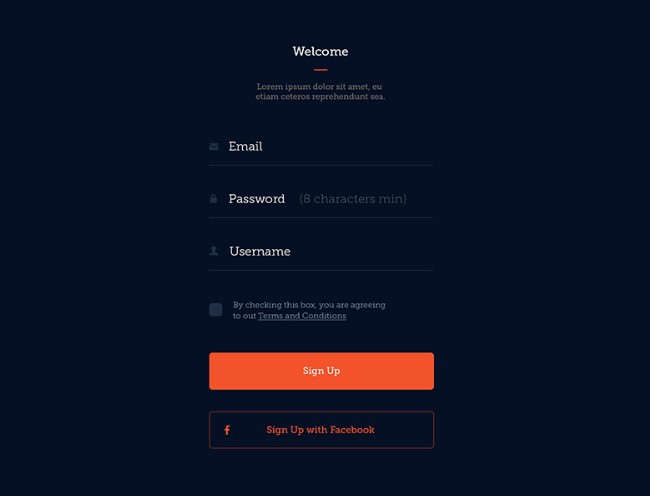 Welcome
Lorem ipsum dolor sit amet, eu
etiam ceteros reprehendunt sea.
Email
Password (8 characters min)
Username
By checking this box, you are agreeing
to out Terms and Conditions
Sign Up
Sign Up with Facebook